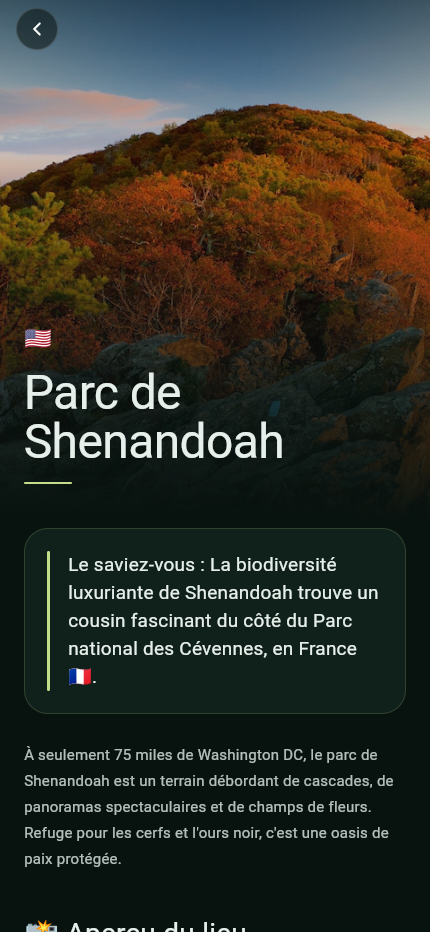 🇺🇸
Parc de
Shenandoah
Le saviez-vous : La biodiversité
luxuriante de Shenandoah trouve un
cousin fascinant du côté du Parc
national des Cévennes, en France
🇫🇷.
À seulement 75 miles de Washington DC, le parc de
Shenandoah est un terrain débordant de cascades, de
panoramas spectaculaires et de champs de fleurs.
Refuge pour les cerfs et l'ours noir, c'est une oasis de
paix protégée.
📸 Aperçu du lieu